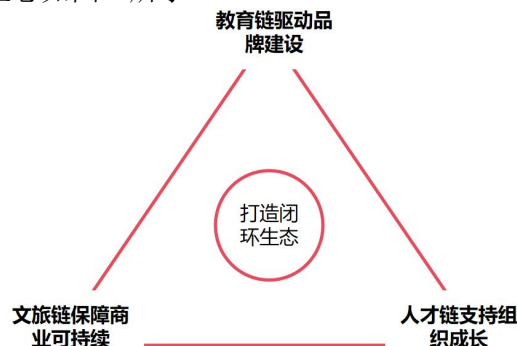 教育链驱动品
牌建设
打造闭
环生态
文旅链保障商
业可持续
人才链支持组
织成长